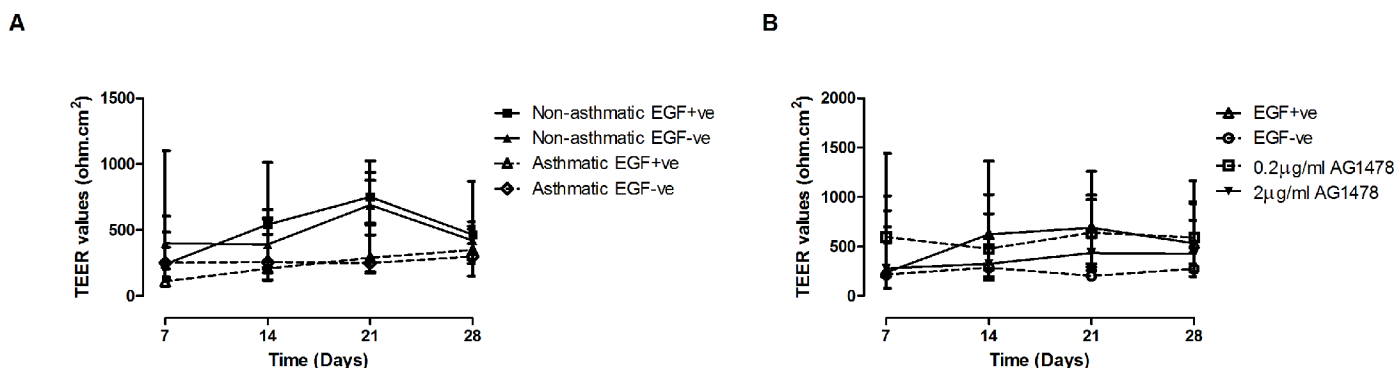 A
TEER values (ohm.cm²)
1500
1000
500
0
7
14
21
28
Time (Days)
Non-asthmatic EGF+ve
Non-asthmatic EGF-ve
Asthmatic EGF+ve
Asthmatic EGF-ve
B
TEER values (ohm.cm²)
2000
1500
1000
500
0
7
14
21
28
Time (Days)
EGF+ve
EGF-ve
0.2µg/ml AG1478
2µg/ml AG1478